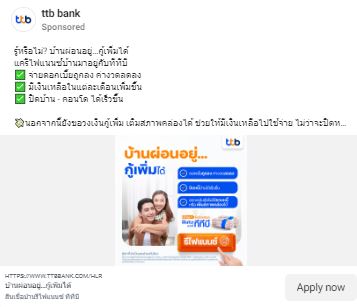 ttb bank
Sponsored
ttb
รู้หรือไม่? บ้านผ่อนอยู่...กู้เพิ่มได้
แค่รีไฟแนนซ์บ้านมาอยู่กับทีทีบี
✅ จ่ายดอกเบี้ยถูกลง ค่างวดลดลง
✅ มีเงินเหลือในแต่ละเดือนเพิ่มขึ้น
✅ ปิดบ้าน - คอนโด ได้เร็วขึ้น
นอกจากนี้ยังขอวงเงินกู้เพิ่ม เติมสภาพคล่องได้ ช่วยให้มีเงินเหลือไปใช้จ่าย ไม่ว่าจะปิดห...
ttb
บ้านผ่อนอยู่...
กู้เพิ่มได้
รีไฟแนนซ์
HTTPS://WWW.TTBBANK.COM/HLR
บ้านผ่อนอยู่...กู้เพิ่มได้
สินเชื่อบ้านรีไฟแนนซ์ ทีทีบี
Apply now